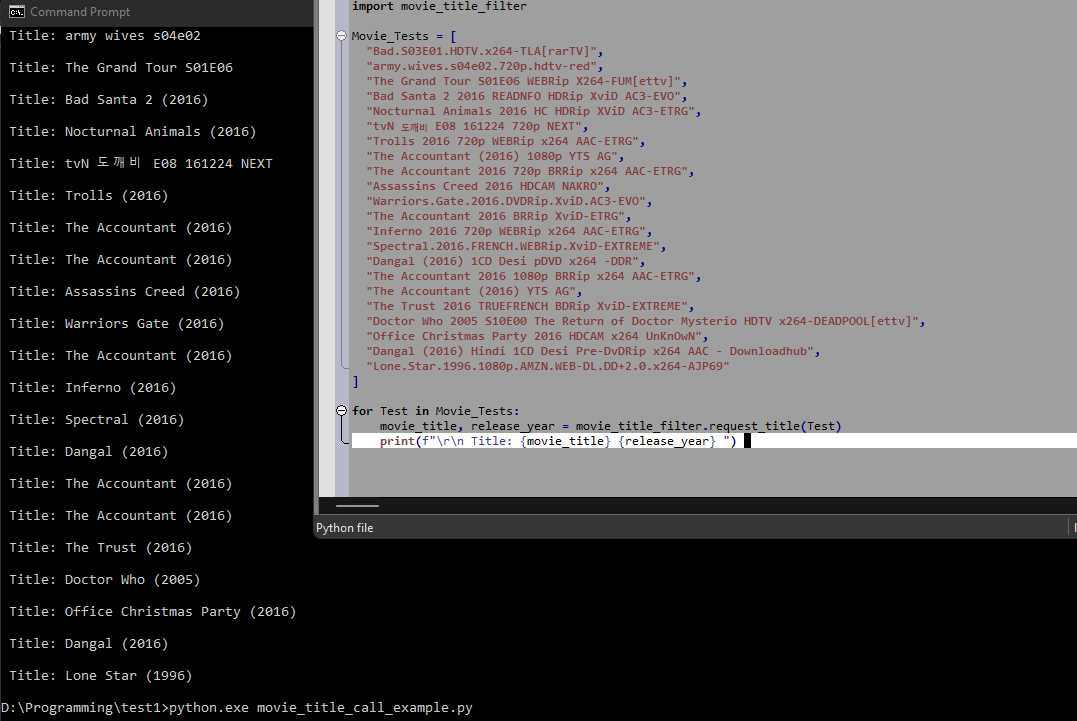 Command Prompt
Title: army wives s04e02
Title: The Grand Tour S01E06
Title: Bad Santa 2 (2016)
Title: Nocturnal Animals (2016)
Title: tvN 도깨비 E08 161224 NEXT
Title: Trolls (2016)
Title: The Accountant (2016)
Title: The Accountant (2016)
Title: Assassins Creed (2016)
Title: Warriors Gate (2016)
Title: The Accountant (2016)
Title: Inferno (2016)
Title: Spectral (2016)
Title: Dangal (2016)
Title: The Accountant (2016)
Title: The Accountant (2016)
Title: The Trust (2016)
Title: Doctor Who (2005)
Title: Office Christmas Party (2016)
Title: Dangal (2016)
Title: Lone Star (1996)
D:\Programming\test1>python.exe movie_title_call_example.py
import movie_title_filter
Movie_Tests = [
"Bad.S03E01.HDTV.x264-TLA[rarTV]",
"army.wives.s04e02.720p.hdtv-red",
"The Grand Tour S01E06 WEBRip X264-FUM[ettv]",
"Bad Santa 2 2016 READNFO HDRip XviD AC3-EVO",
"Nocturnal Animals 2016 HC HDRip XViD AC3-ETRG",
"tvN 도깨비 E08 161224 720p NEXT",
"Trolls 2016 720p WEBRip x264 AAC-ETRG,
"The Accountant (2016) 1080p YTS AG",
"The Accountant 2016 720p BRRip x264 AAC-ETRG",
"Assassins Creed 2016 HDCAM NAKRO",
"Warriors.Gate.2016.DVDRip.XviD.AC3-EVO",
"The Accountant 2016 BRRip XviD-ETRG",
"Inferno 2016 720p WEBRip x264 AAC-ETRG",
"Spectral.2016.FRENCH.WEBRip.XviD-EXTREME",
"Dangal (2016) 1CD Desi pDVD x264 -DDR",
"The Accountant 2016 1080p BRRip x264 AAC-ETRG",
"The Accountant (2016) YTS AG",
"The Trust 2016 TRUEFRENCH BDRip XviD-EXTREME",
"Doctor Who 2005 S10E00 The Return of Doctor Mysterio HDTV x264-DEADPOOL[ettv]",
"Office Christmas Party 2016 HDCAM x264 UnKnOwN",
"Dangal (2016) Hindi 1CD Desi Pre-DvDRip x264 AAC - Downloadhub",
"Lone.Star.1996.1080p.AMZN.WEB-DL.DD+2.0.x264-AJP69"
]
for Test in Movie_Tests:
movie_title, release_year = movie_title_filter.request_title(Test)
print(f"\r\n Title: {movie_title} {release_year} ")
Python file